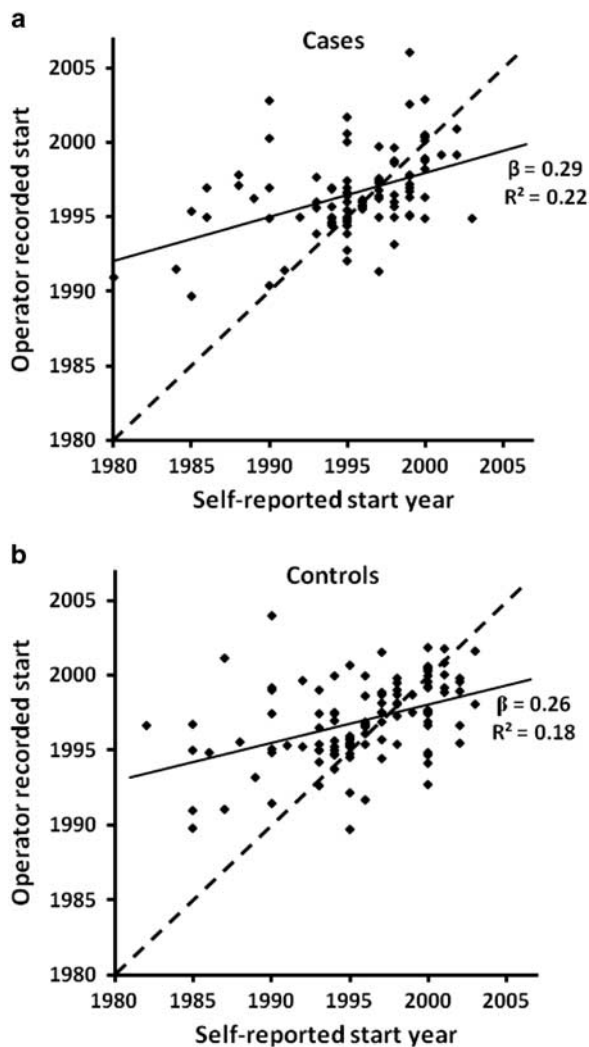 a
Cases
2005
2000
1995
1990
1985
1980
Operator recorded start
β = 0.29
R² = 0.22
1980 1985 1990 1995 2000 2005
Self-reported start year
b
Controls
2005
2000
1995
1990
1985
1980
Operator recorded start
β = 0.26
R² = 0.18
1980 1985 1990 1995 2000 2005
Self-reported start year